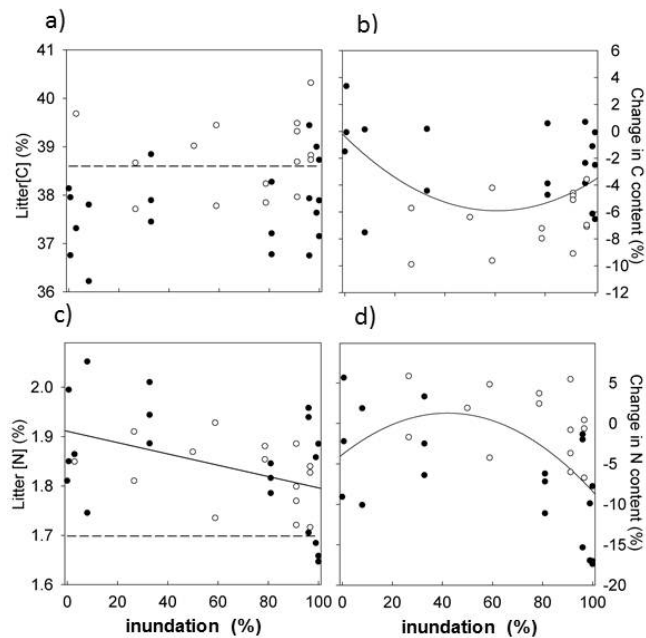 a)
41
40
39
38
37
36
Litter[C] (%)
b)
6
4
2
0
-2
-4
-6
-8
-10
-12
Change in C content (%)
c)
2.0
1.9
1.8
1.7
1.6
Litter [N] (%)
0 20 40 60 80 100
inundation (%)
d)
5
0
-5
-10
-15
-20
Change in N content (%)
0 20 40 60 80 100
inundation (%)